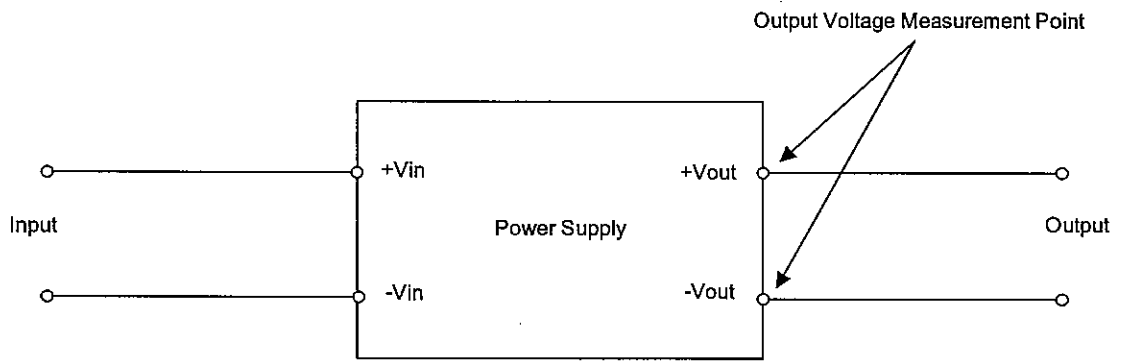 Output Voltage Measurement Point
+Vin
+Vout
Input
Power Supply
Output
-Vin
-Vout